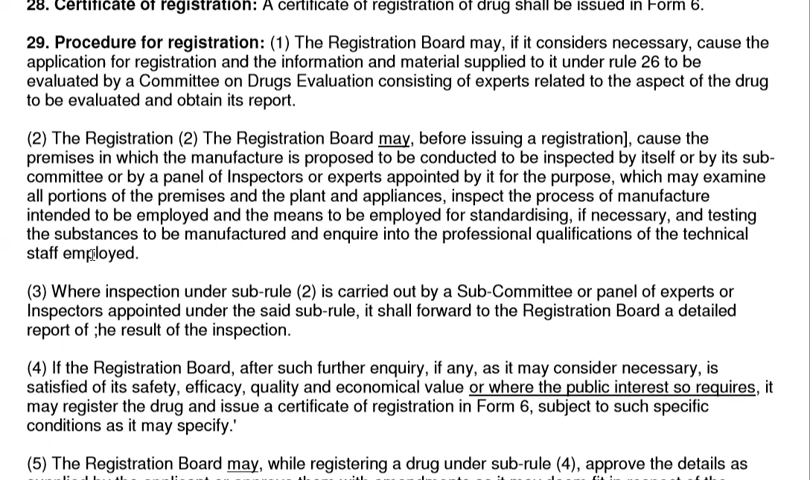 28. Certificate of registration: A certificate of registration of drug shall be issued in Form 6.
29. Procedure for registration: (1) The Registration Board may, if it considers necessary, cause the
application for registration and the information and material supplied to it under rule 26 to be
evaluated by a Committee on Drugs Evaluation consisting of experts related to the aspect of the drug
to be evaluated and obtain its report.
(2) The Registration (2) The Registration Board may, before issuing a registration], cause the
premises in which the manufacture is proposed to be conducted to be inspected by itself or by its sub-
committee or by a panel of Inspectors or experts appointed by it for the purpose, which may examine
all portions of the premises and the plant and appliances, inspect the process of manufacture
intended to be employed and the means to be employed for standardising, if necessary, and testing
the substances to be manufactured and enquire into the professional qualifications of the technical
staff employed.
(3) Where inspection under sub-rule (2) is carried out by a Sub-Committee or panel of experts or
Inspectors appointed under the said sub-rule, it shall forward to the Registration Board a detailed
report of ;he result of the inspection.
(4) If the Registration Board, after such further enquiry, if any, as it may consider necessary, is
satisfied of its safety, efficacy, quality and economical value or where the public interest so requires, it
may register the drug and issue a certificate of registration in Form 6, subject to such specific
conditions as it may specify.'
(5) The Registration Board may, while registering a drug under sub-rule (4), approve the details as